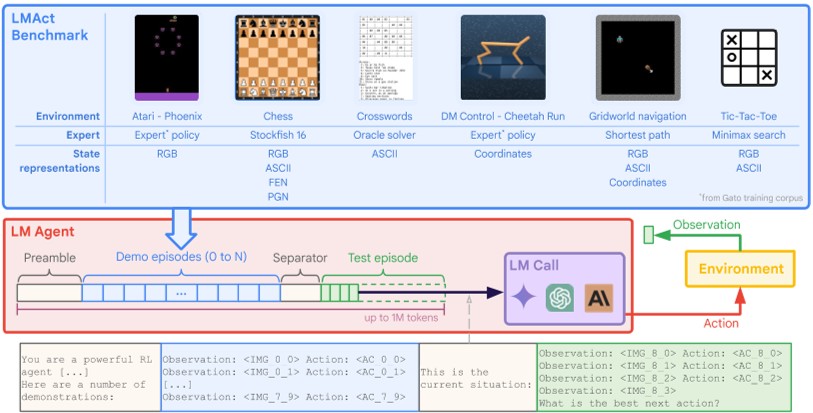 LMAct
Benchmark
Environment Atari - Phoenix Chess Crosswords DM Control - Cheetah Run Gridworld navigation Tic-Tac-Toe
Expert Expert* policy Stockfish 16 Oracle solver Expert* policy Shortest path Minimax search
State RGB RGB ASCII Coordinates RGB RGB
representations ASCII ASCII ASCII
FEN Coordinates
PGN
*from Gato training corpus
LM Agent
Preamble Demo episodes (0 to N) Separator Test episode
...
up to 1M tokens
LM Call
AI
Observation
Environment
Action
You are a powerful RL
agent [...]
Here are a number of
demonstrations:
Observation: <IMG_0_0> Action: <AC_0_0>
Observation: <IMG_0_1> Action: <AC_0_1>
[...]
Observation: <IMG_7_9> Action: <AC_7_9>
This is the
current situation:
Observation: <IMG_8_0> Action: <AC_8_0>
Observation: <IMG_8_1> Action: <AC_8_1>
Observation: <IMG_8_2> Action: <AC_8_2>
Observation: <IMG_8_3>
What is the best next action?